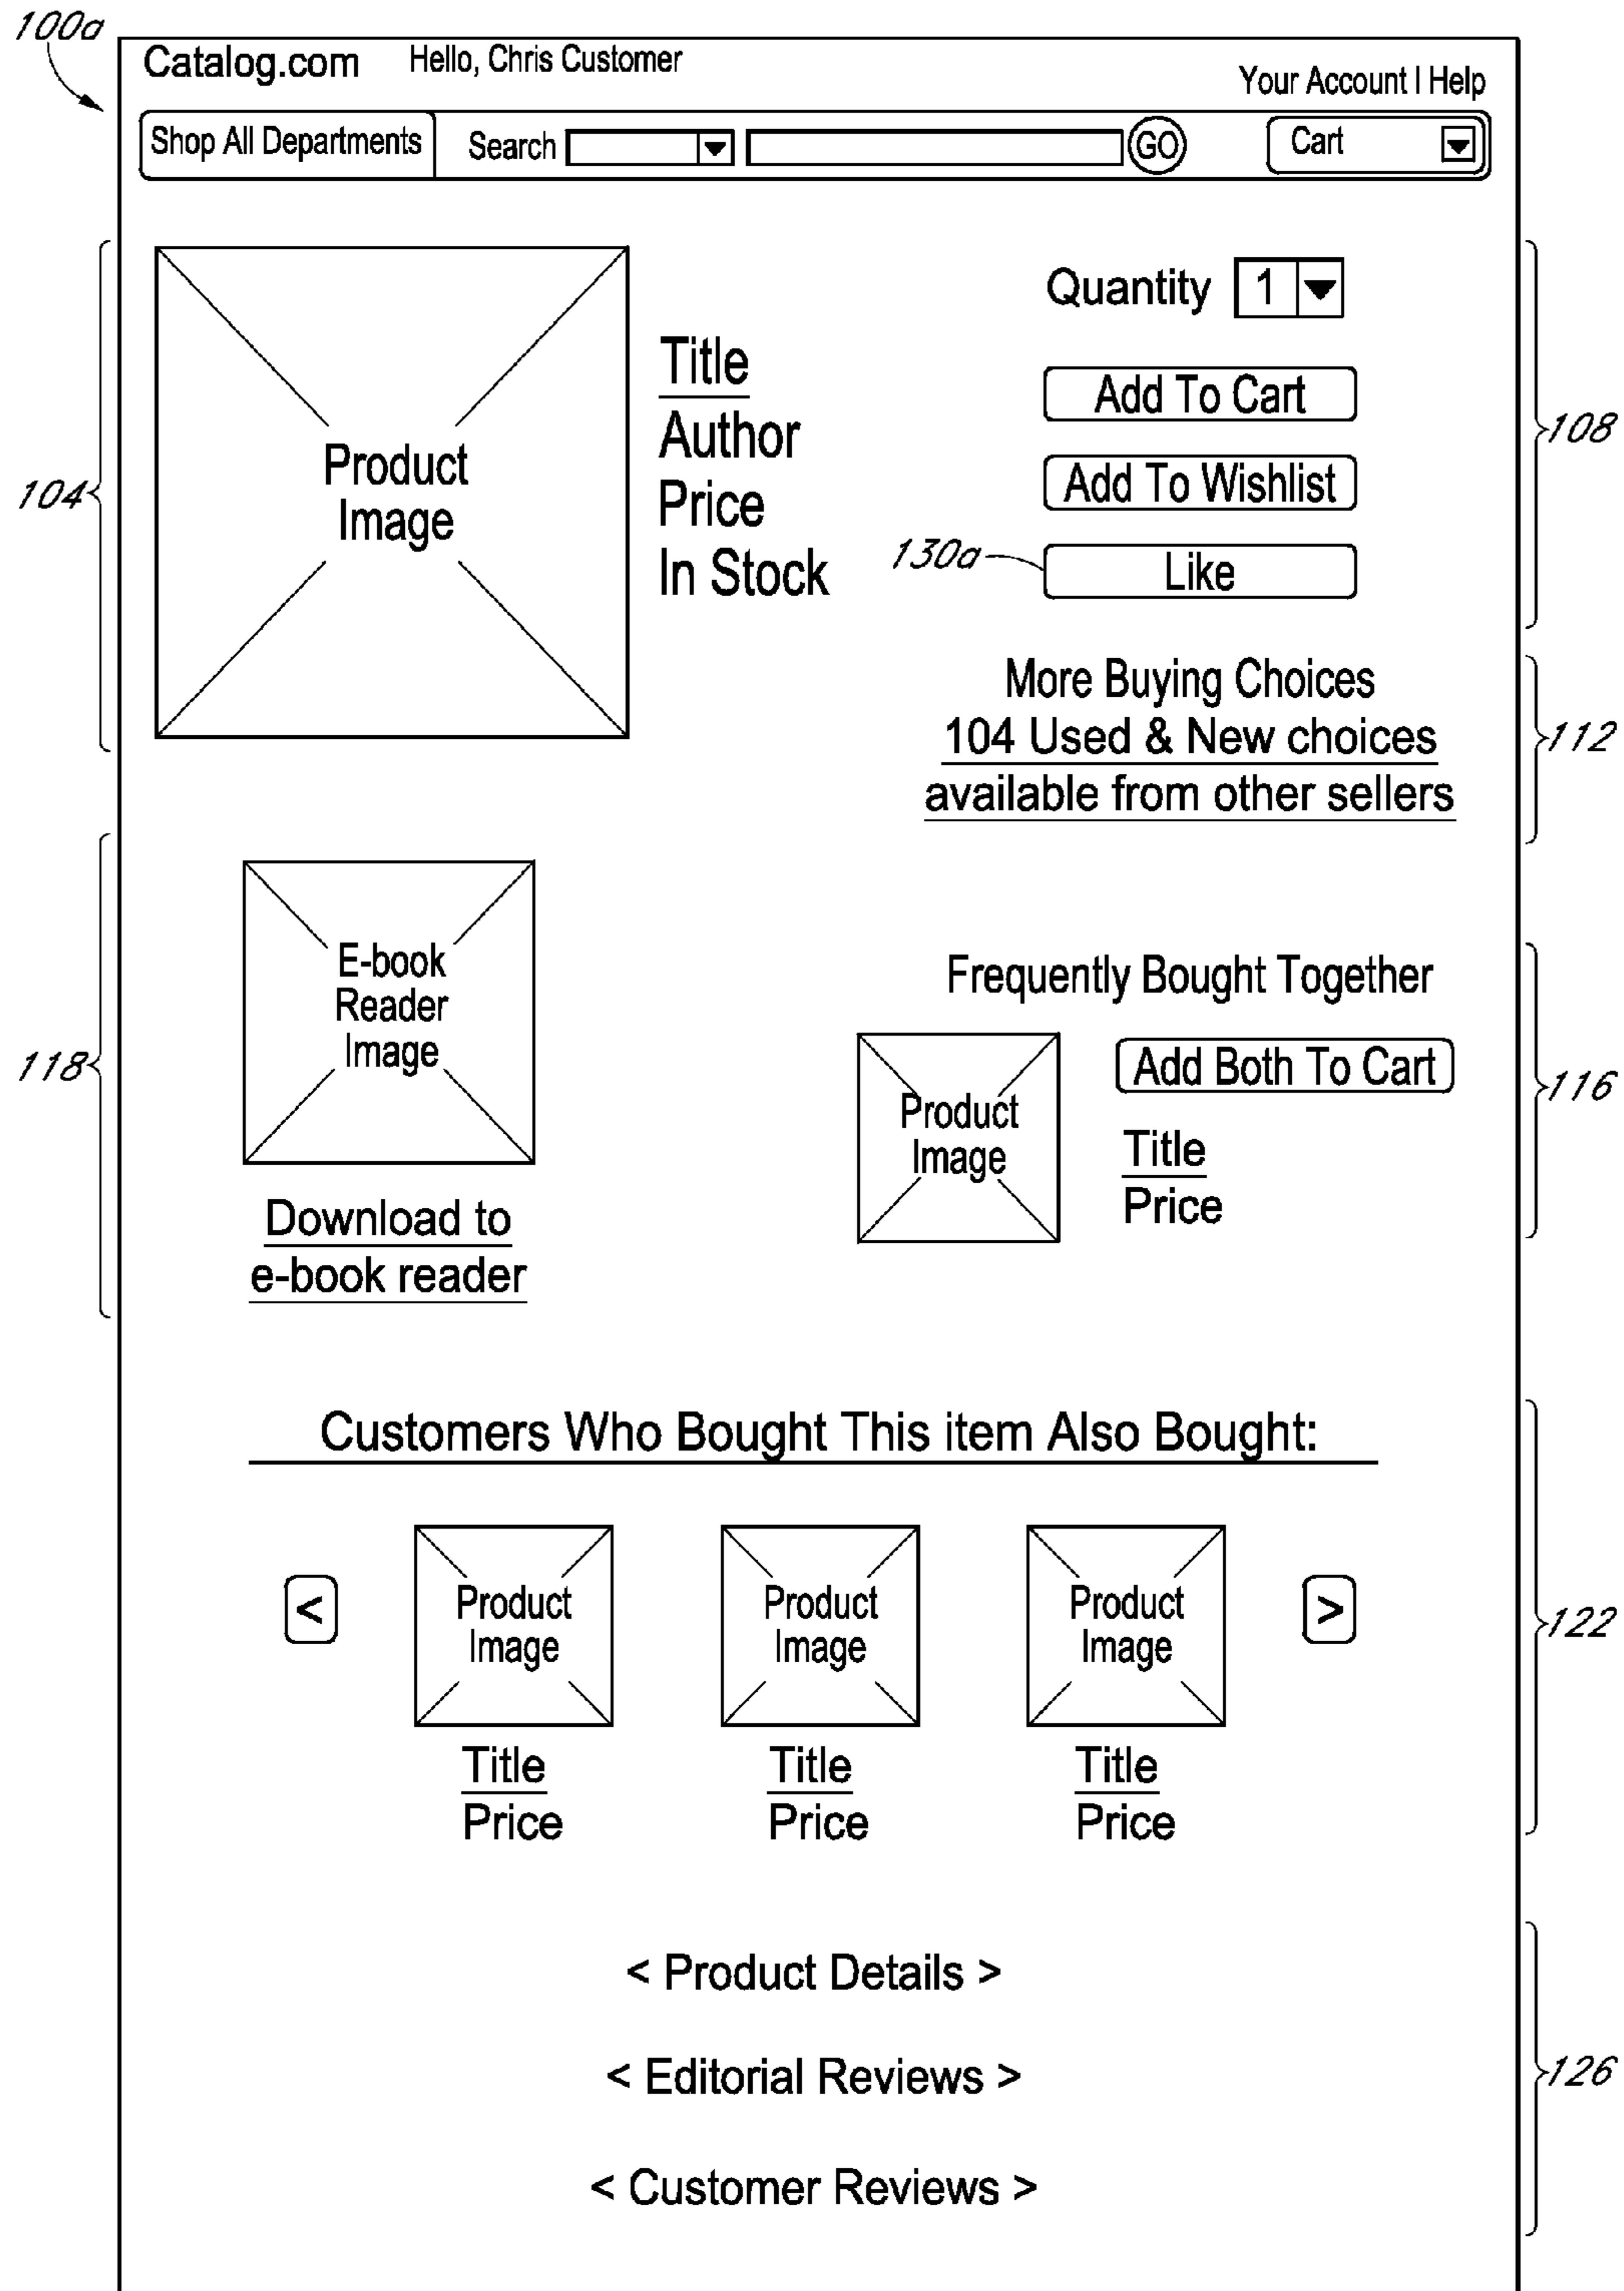 100a
Catalog.com Hello, Chris Customer
Your Account | Help
Shop All Departments Search GO Cart
104
Product
Image
Title
Author
Price
In Stock
Quantity 1
Add To Cart
Add To Wishlist
130a Like
108
More Buying Choices
104 Used & New choices
available from other sellers
112
118
E-book
Reader
Image
Download to
e-book reader
Frequently Bought Together
Product
Image
Add Both To Cart
Title
Price
116
Customers Who Bought This item Also Bought:
< Product Product Product >
Image Image Image
Title Title Title
Price Price Price
122
< Product Details >
< Editorial Reviews >
< Customer Reviews >
126